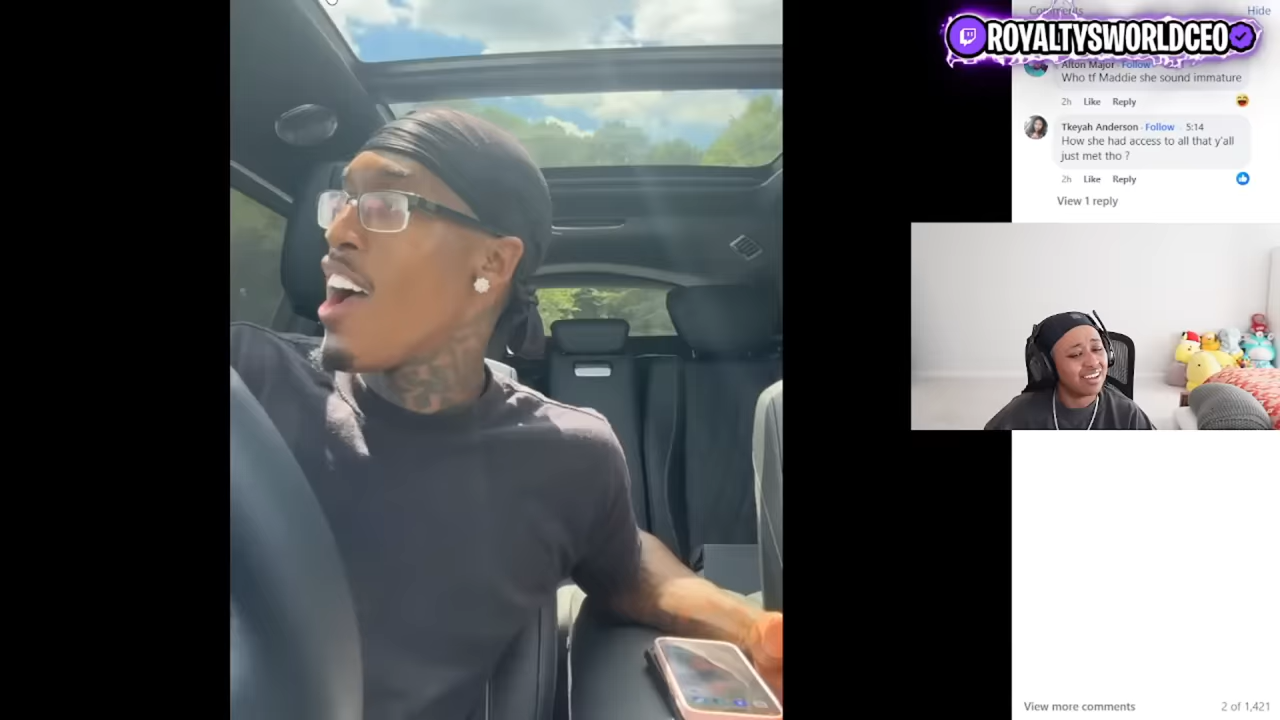 Comments
Hide
ROYALTYSWORLDCEO
Alton Major · Follow
Who tf Maddie she sound immature
2h Like Reply
Tkeyah Anderson · Follow · 5:14
How she had access to all that y'all
just met tho ?
2h Like Reply
View 1 reply
View more comments
2 of 1,421